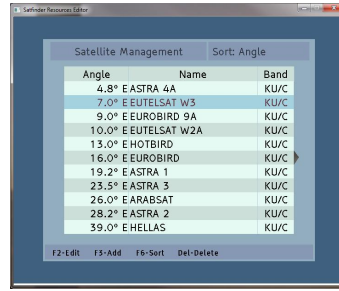 Satfinder Resources Editor
Satellite Management Sort: Angle
Angle Name Band
4.8° E ASTRA 4A KU/C
7.0° E EUTELSAT W3 KU/C
9.0° E EUROBIRD 9A KU/C
10.0° E EUTELSAT W2A KU/C
13.0° E HOTBIRD KU/C
16.0° E EUROBIRD KU/C
19.2° E ASTRA 1 KU/C
23.5° E ASTRA 3 KU/C
26.0° E ARABSAT KU/C
28.2° E ASTRA 2 KU/C
39.0° E HELLAS KU/C
F2-Edit F3-Add F6-Sort Del-Delete